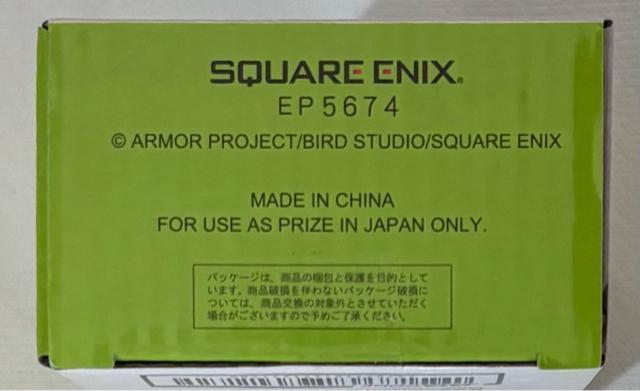 SQUARE ENIX®
EP5674
© ARMOR PROJECT/BIRD STUDIO/SQUARE ENIX
MADE IN CHINA
FOR USE AS PRIZE IN JAPAN ONLY.
パッケージは、商品の梱包と保護を目的として
います。商品破損を伴わないパッケージ破損に
ついては、商品交換の対象外とさせていただく
場合がございますので予めご了承ください。